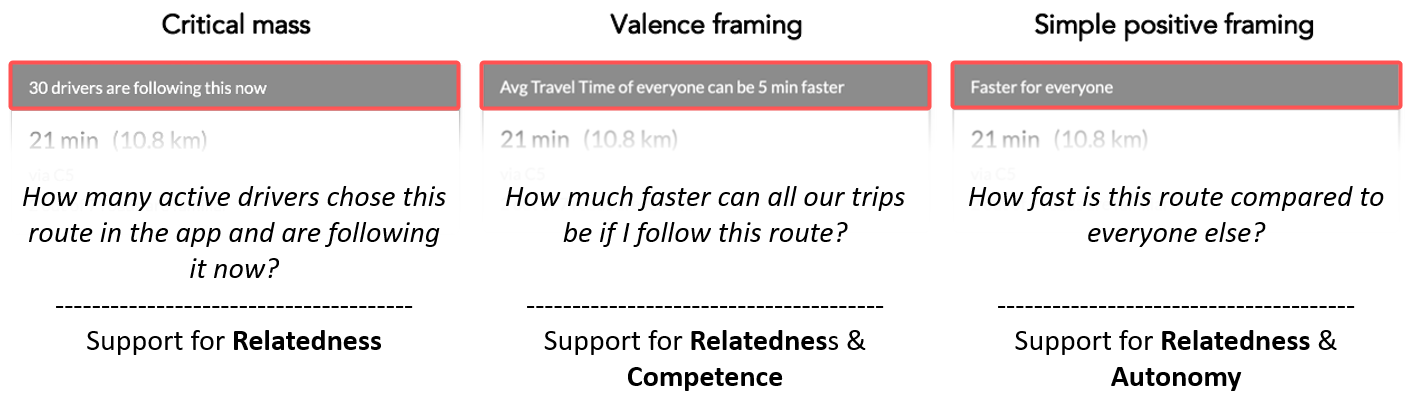 Critical mass
30 drivers are following this now
21 min (10.8 km)
via C5
How many active drivers chose this
route in the app and are following
it now?
---------------------------------------
Support for Relatedness
Valence framing
Avg Travel Time of everyone can be 5 min faster
21 min (10.8 km)
via C5
How much faster can all our trips
be if I follow this route?
---------------------------------------
Support for Relatedness &
Competence
Simple positive framing
Faster for everyone
21 min (10.8 km)
via C5
How fast is this route compared to
everyone else?
---------------------------------------
Support for Relatedness &
Autonomy